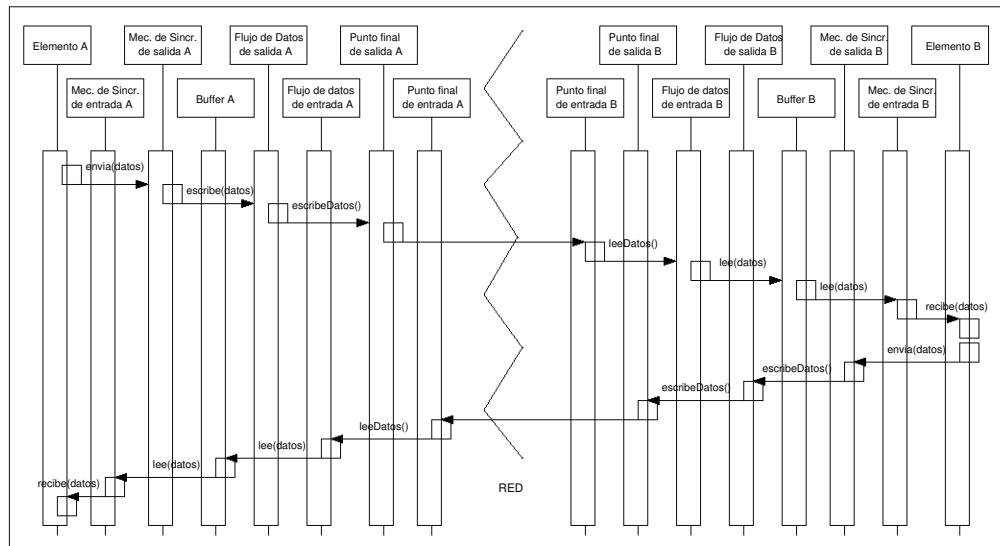 Elemento A
Mec. de Sincr.
de salida A
Flujo de Datos
de salida A
Punto final
de salida A
Punto final
de salida B
Flujo de Datos
de salida B
Mec. de Sincr.
de salida B
Elemento B
Mec. de Sincr.
de entrada A
Buffer A
Flujo de datos
de entrada A
Punto final
de entrada A
Punto final
de entrada B
Flujo de datos
de entrada B
Buffer B
Mec. de Sincr.
de entrada B
envia(datos)
escribe(datos)
escribeDatos()
leeDatos()
lee(datos)
lee(datos)
recibe(datos)
envia(datos)
escribeDatos()
escribeDatos()
leeDatos()
lee(datos)
lee(datos)
recibe(datos)
RED